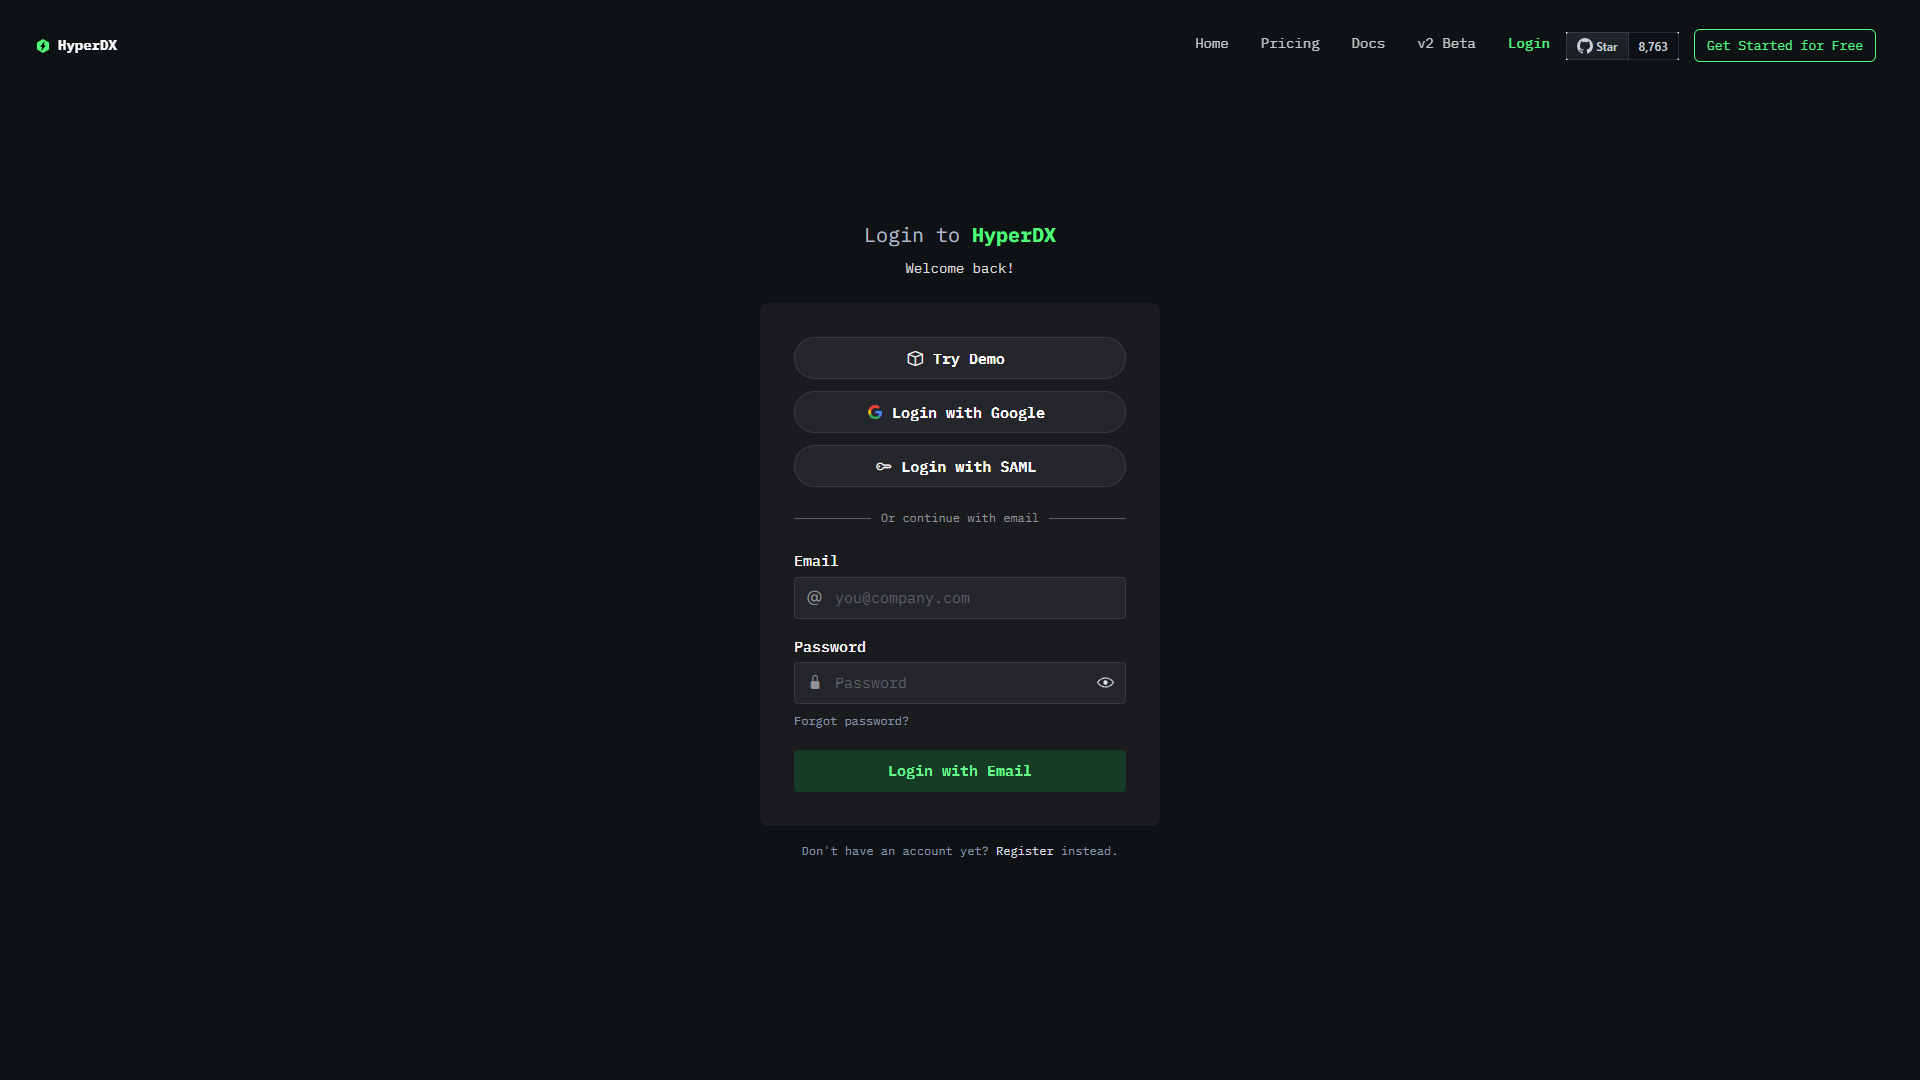 HyperDX
Home
Pricing
Docs
v2 Beta
Login
Star
8,763
Get Started for Free
Login to HyperDX
Welcome back!
Try Demo
Login with Google
Login with SAML
Or continue with email
Email
@ you@company.com
Password
Password
Forgot password?
Login with Email
Don't have an account yet? Register instead.